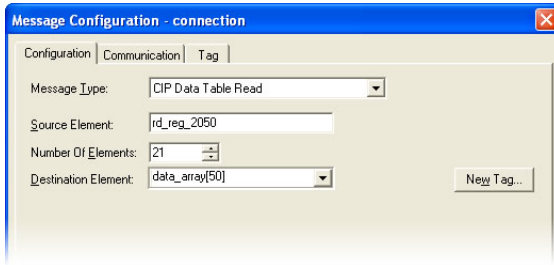 Message Configuration - connection
Configuration Communication Tag
Message Type: CIP Data Table Read
Source Element: rd_reg_2050
Number Of Elements: 21
Destination Element: data_array[50] New Tag...